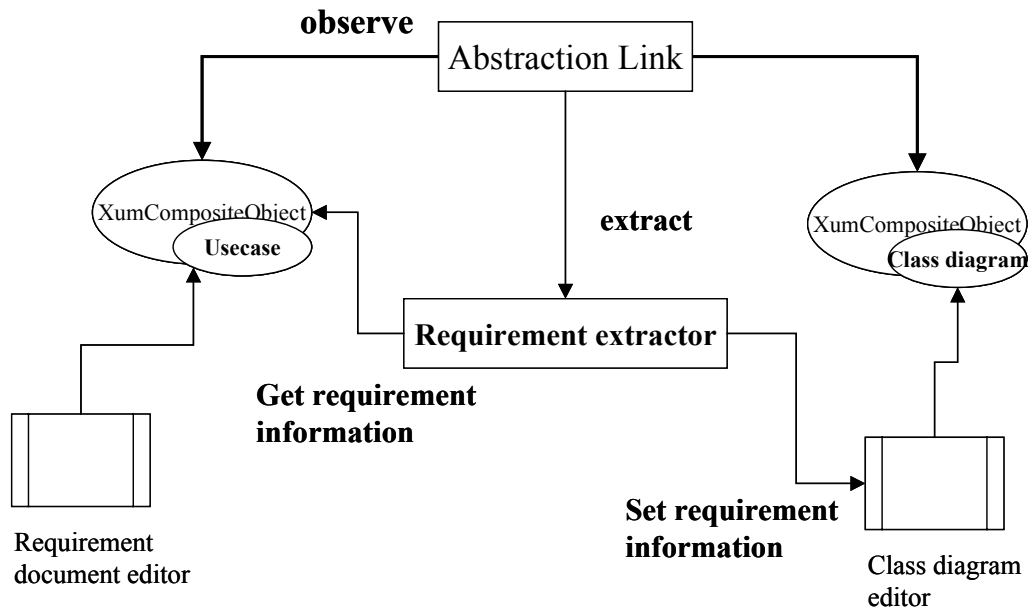 observe
Abstraction Link
XumCompositeObject
Usecase
XumCompositeObject
Class diagram
extract
Requirement extractor
Get requirement
information
Set requirement
information
Requirement
document editor
Class diagram
editor